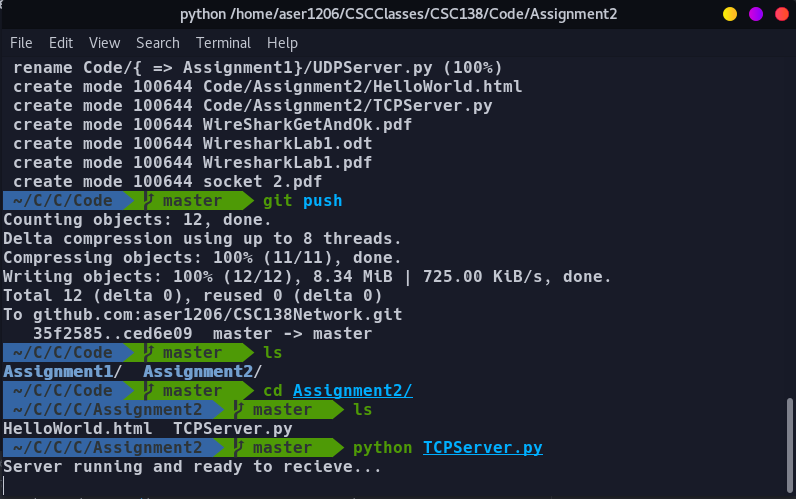 python /home/aser1206/CSCClasses/CSC138/Code/Assignment2
File Edit View Search Terminal Help
rename Code/{ => Assignment1}/UDPServer.py (100%)
create mode 100644 Code/Assignment2/HelloWorld.html
create mode 100644 Code/Assignment2/TCPServer.py
create mode 100644 WireSharkGetAndOk.pdf
create mode 100644 WiresharkLab1.odt
create mode 100644 WiresharkLab1.pdf
create mode 100644 socket 2.pdf
~/C/C/Code master git push
Counting objects: 12, done.
Delta compression using up to 8 threads.
Compressing objects: 100% (11/11), done.
Writing objects: 100% (12/12), 8.34 MiB | 725.00 KiB/s, done.
Total 12 (delta 0), reused 0 (delta 0)
To github.com:aser1206/CSC138Network.git
35f2585..ced6e09 master -> master
~/C/C/Code master ls
Assignment1/ Assignment2/
~/C/C/Code master cd Assignment2/
~/C/C/C/Assignment2 master ls
HelloWorld.html TCPServer.py
~/C/C/C/Assignment2 master python TCPServer.py
Server running and ready to recieve...